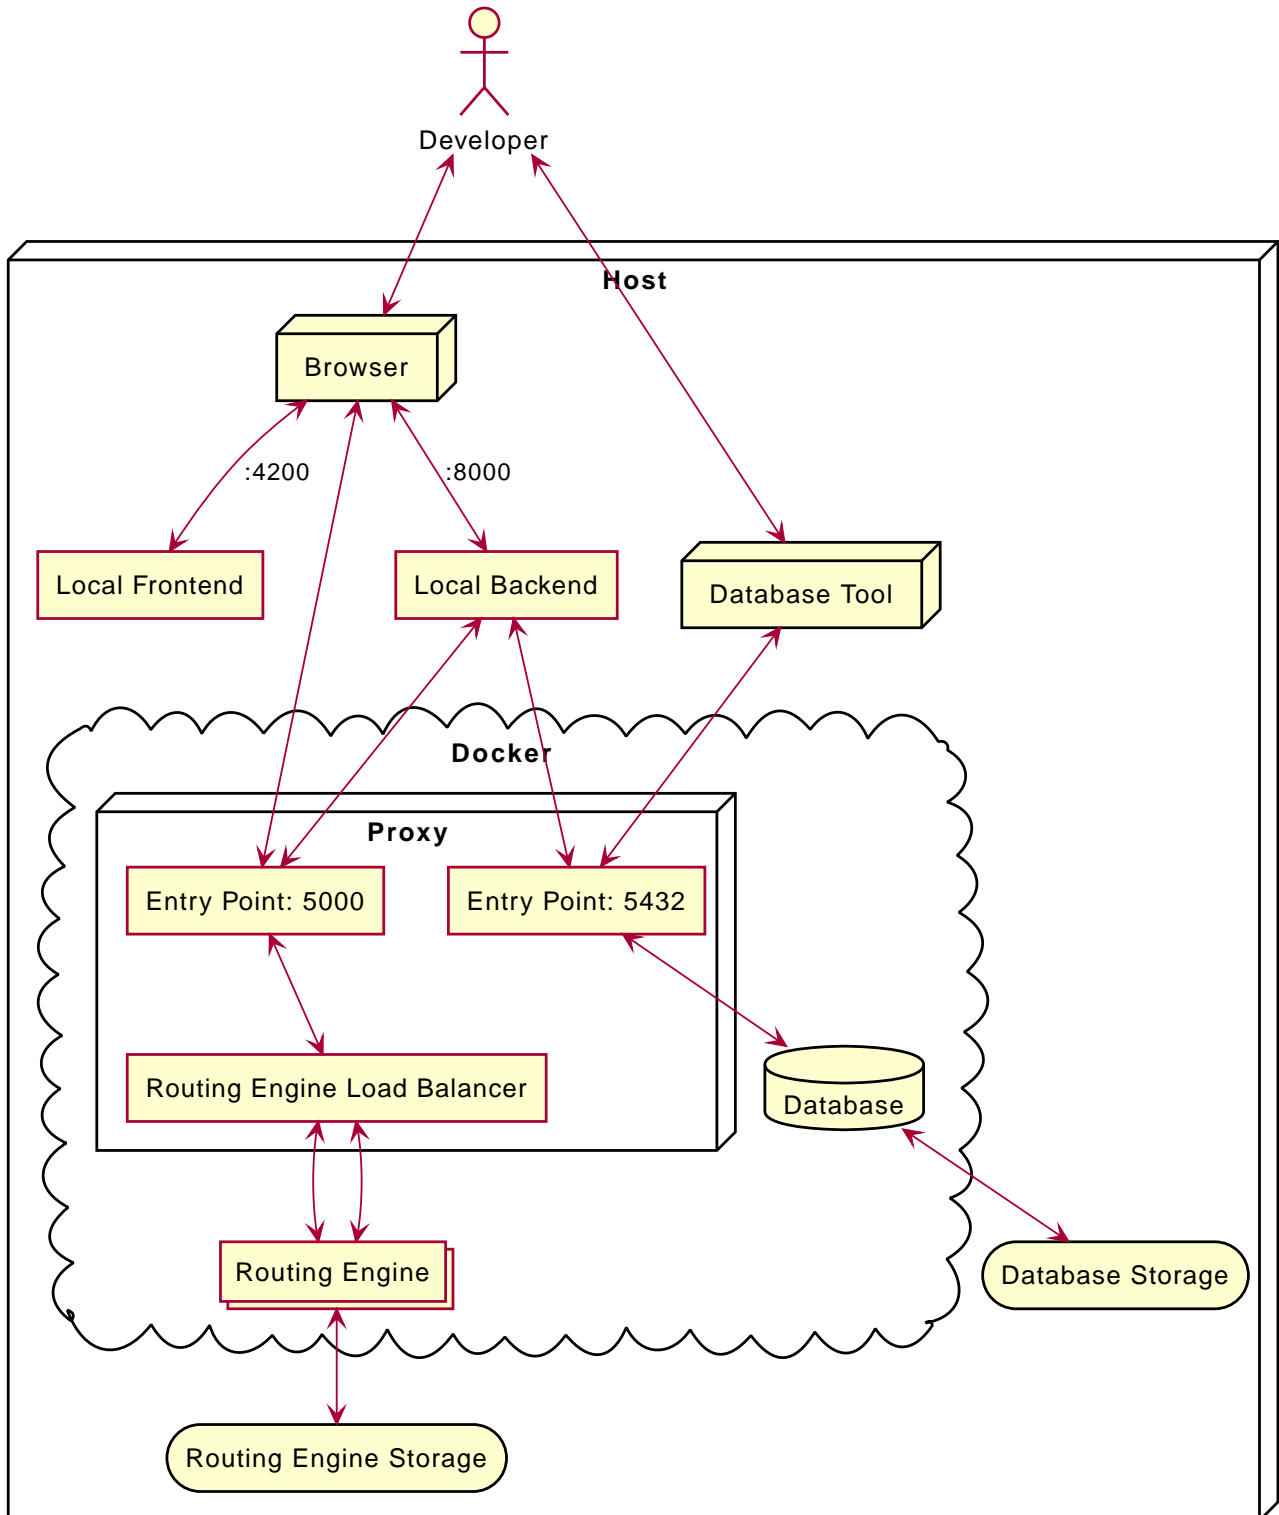 Developer
Host
Browser
:4200
:8000
Local Frontend
Local Backend
Database Tool
Docker
Proxy
Entry Point: 5000
Entry Point: 5432
Routing Engine Load Balancer
Database
Routing Engine
Database Storage
Routing Engine Storage